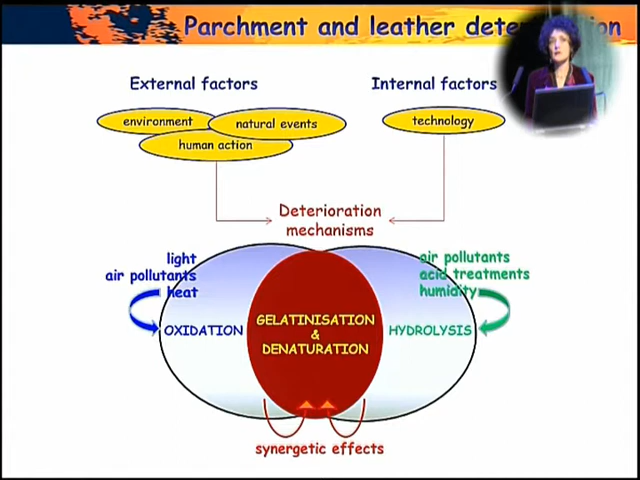 Parchment and leather
External factors
Internal factors
environment
natural events
technology
human action
Deterioration
mechanisms
light
air pollutants
heat
air pollutants
acid treatments
humidity
OXIDATION
GELATINISATION
&
DENATURATION
HYDROLYSIS
synergetic effects